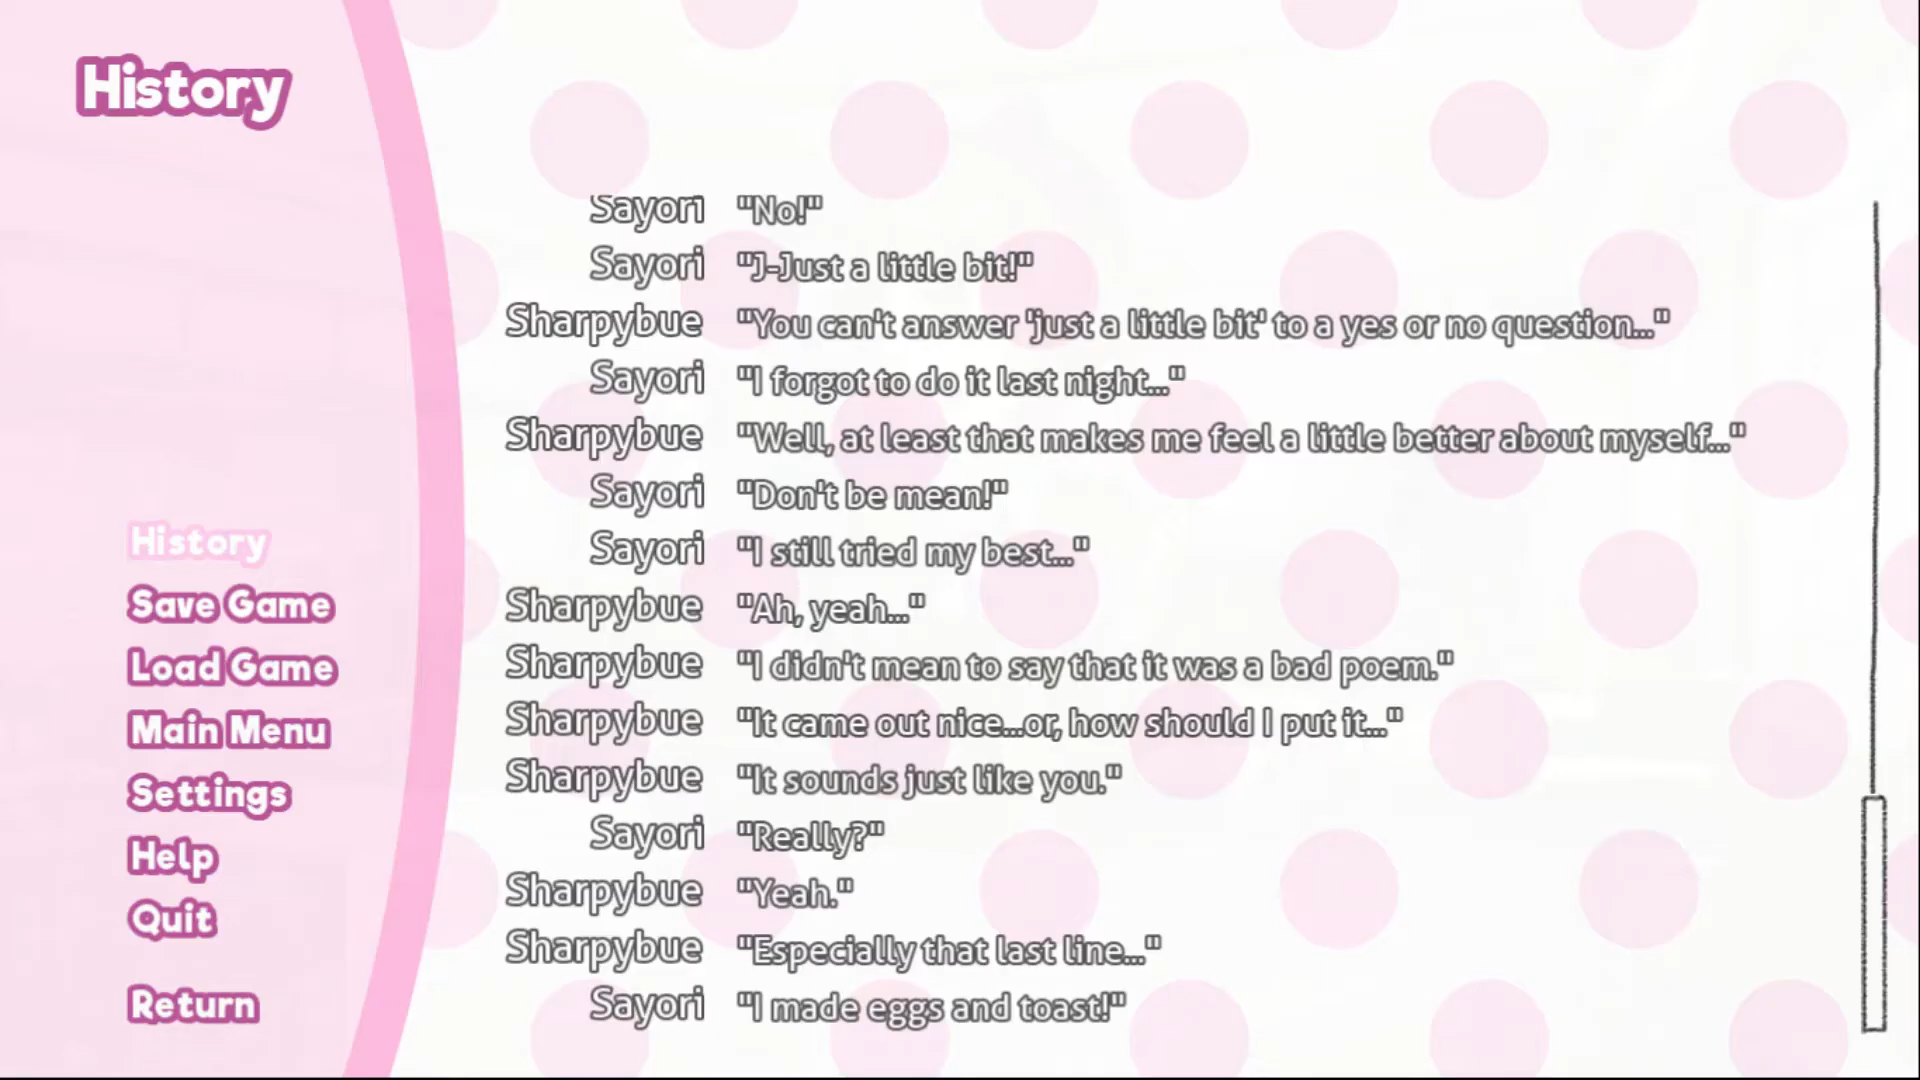 History
Sayori "No!"
Sayori "J-Just a little bit!"
Sharpybue "You can't answer 'just a little bit' to a yes or no question..."
Sayori "I forgot to do it last night..."
Sharpybue "Well, at least that makes me feel a little better about myself..."
Sayori "Don't be mean!"
Sayori "I still tried my best..."
Sharpybue "Ah, yeah..."
Sharpybue "I didn't mean to say that it was a bad poem."
Sharpybue "It came out nice...or, how should I put it..."
Sharpybue "It sounds just like you."
Sayori "Really?"
Sharpybue "Yeah."
Sharpybue "Especially that last line..."
Sayori "I made eggs and toast!"
History
Save Game
Load Game
Main Menu
Settings
Help
Quit
Return